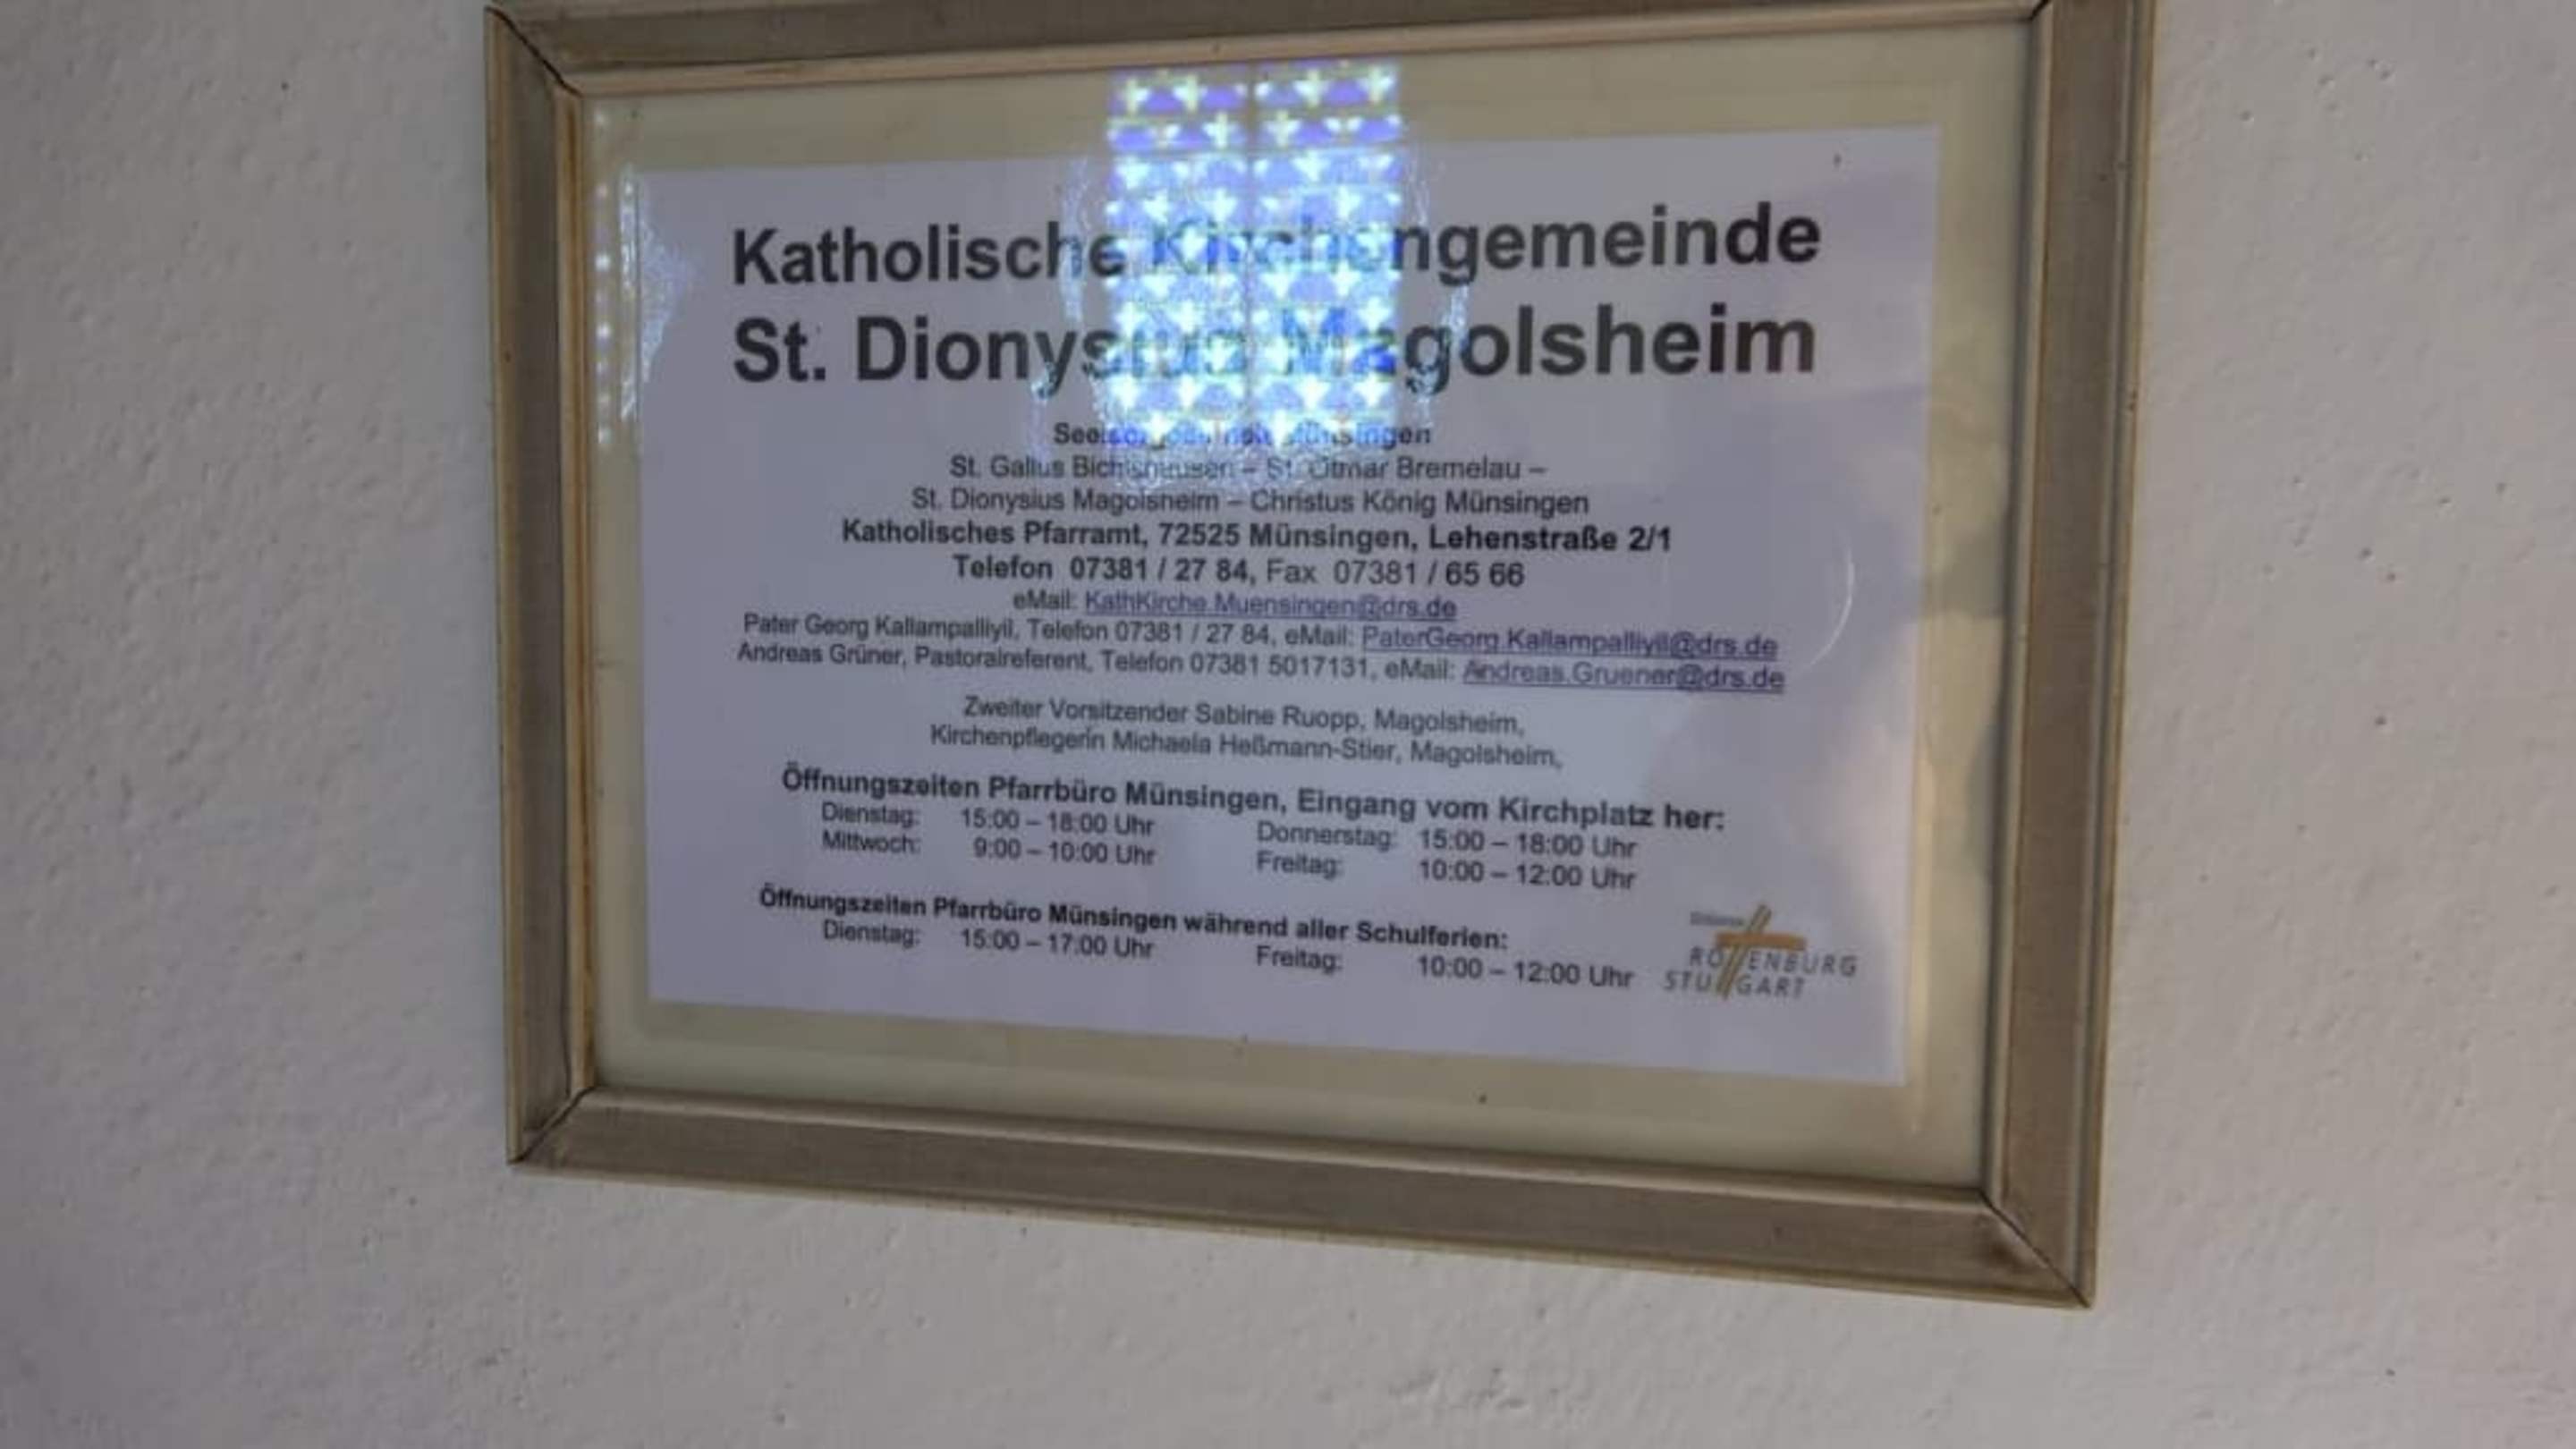 Katholische Kirchengemeinde
St. Dionysius Magolsheim
Seelsorgeeinheit Münsingen
St. Gallus Bichishausen – St. Otmar Bremelau –
St. Dionysius Magolsheim – Christus König Münsingen
Katholisches Pfarramt, 72525 Münsingen, Lehenstraße 2/1
Telefon 07381 / 27 84, Fax 07381 / 65 66
eMail: KathKirche.Muensingen@drs.de
Pater Georg Kallampalliyil, Telefon 07381 / 27 84, eMail: PaterGeorg.Kallampalliyil@drs.de
Andreas Grüner, Pastoralreferent, Telefon 07381 5017131, eMail: Andreas.Gruener@drs.de
Zweiter Vorsitzender Sabine Ruopp, Magolsheim,
Kirchenpflegerin Michaela Heßmann-Stier, Magolsheim,
Öffnungszeiten Pfarrbüro Münsingen, Eingang vom Kirchplatz her:
Dienstag: 15:00 – 18:00 Uhr Donnerstag: 15:00 – 18:00 Uhr
Mittwoch: 9:00 – 10:00 Uhr Freitag: 10:00 – 12:00 Uhr
Öffnungszeiten Pfarrbüro Münsingen während aller Schulferien:
Dienstag: 15:00 – 17:00 Uhr Freitag: 10:00 – 12:00 Uhr
ROTTENBURG
STUTTGART